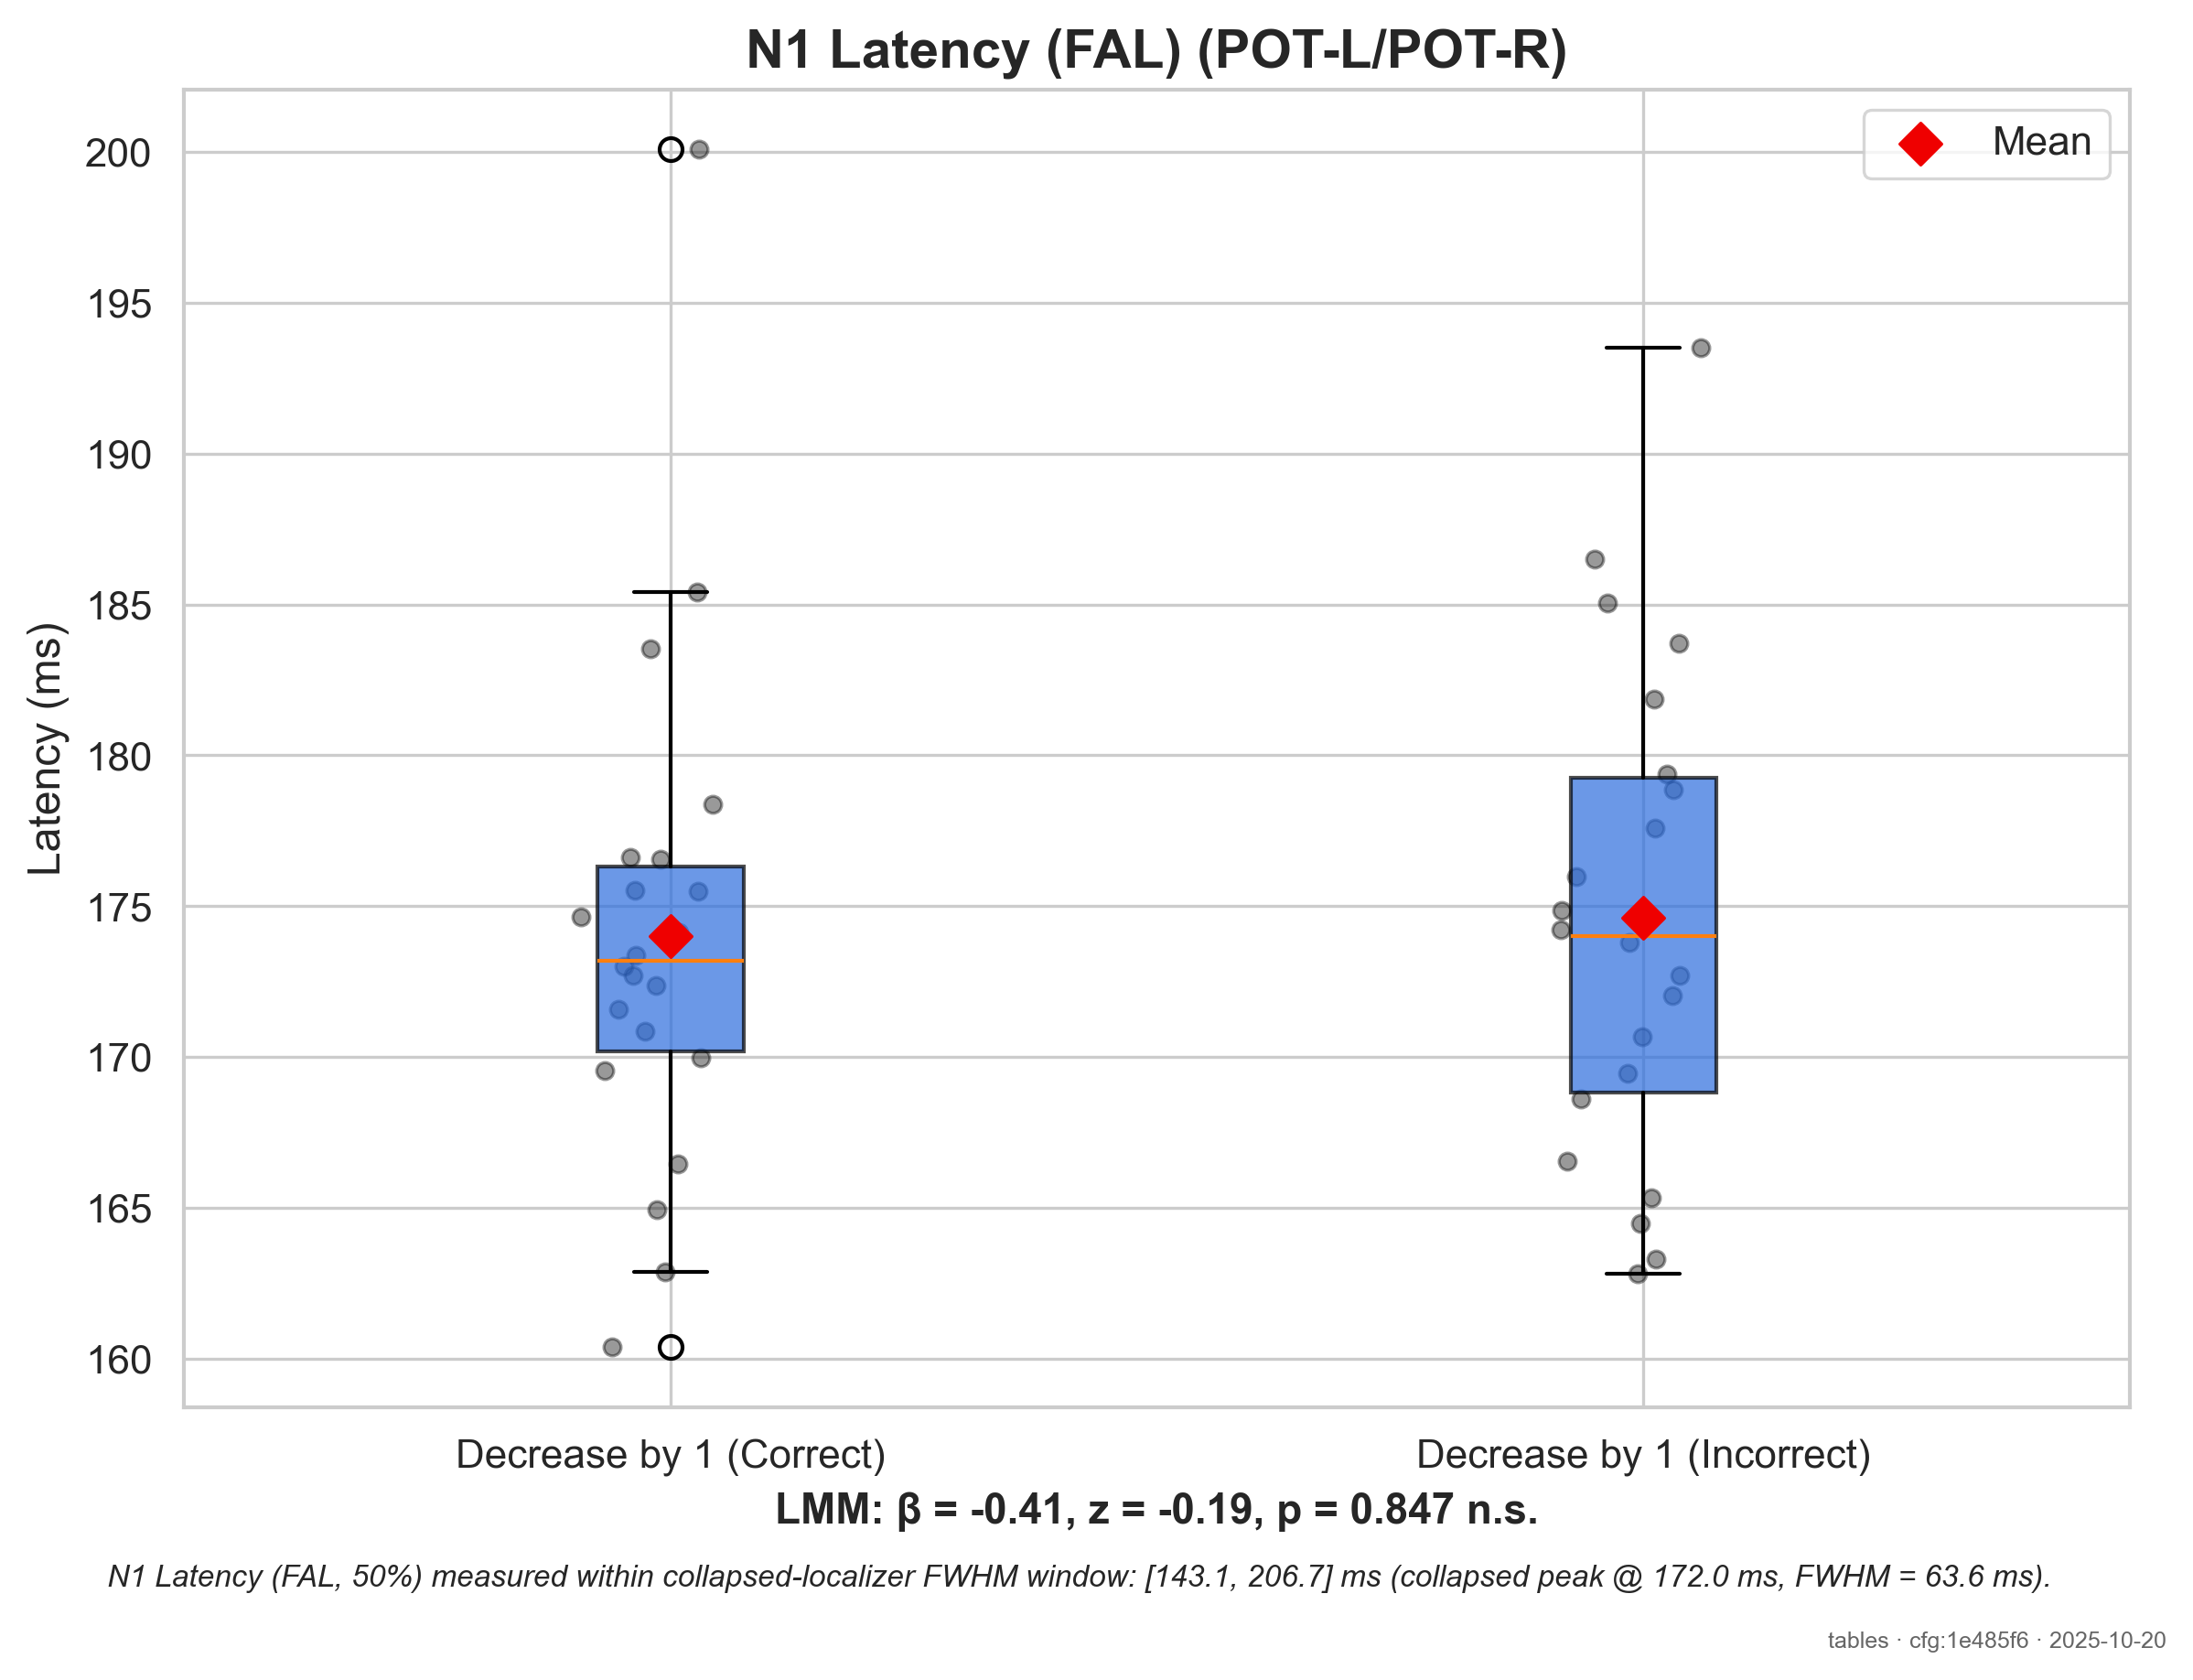 N1 Latency (FAL) (POT-L/POT-R)
Mean
200
195
190
185
180
175
170
165
160
Latency (ms)
Decrease by 1 (Correct)
Decrease by 1 (Incorrect)
LMM: β = -0.41, z = -0.19, p = 0.847 n.s.
N1 Latency (FAL, 50%) measured within collapsed-localizer FWHM window: [143.1, 206.7] ms (collapsed peak @ 172.0 ms, FWHM = 63.6 ms).
tables · cfg:1e485f6 · 2025-10-20